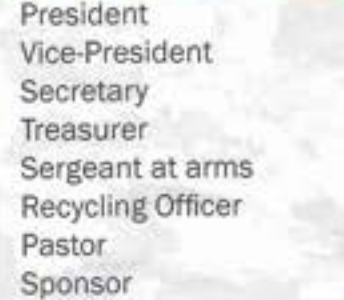 President
Vice-President
Secretary
Treasurer
Sergeant at arms
Recycling Officer
Pastor
Sponsor